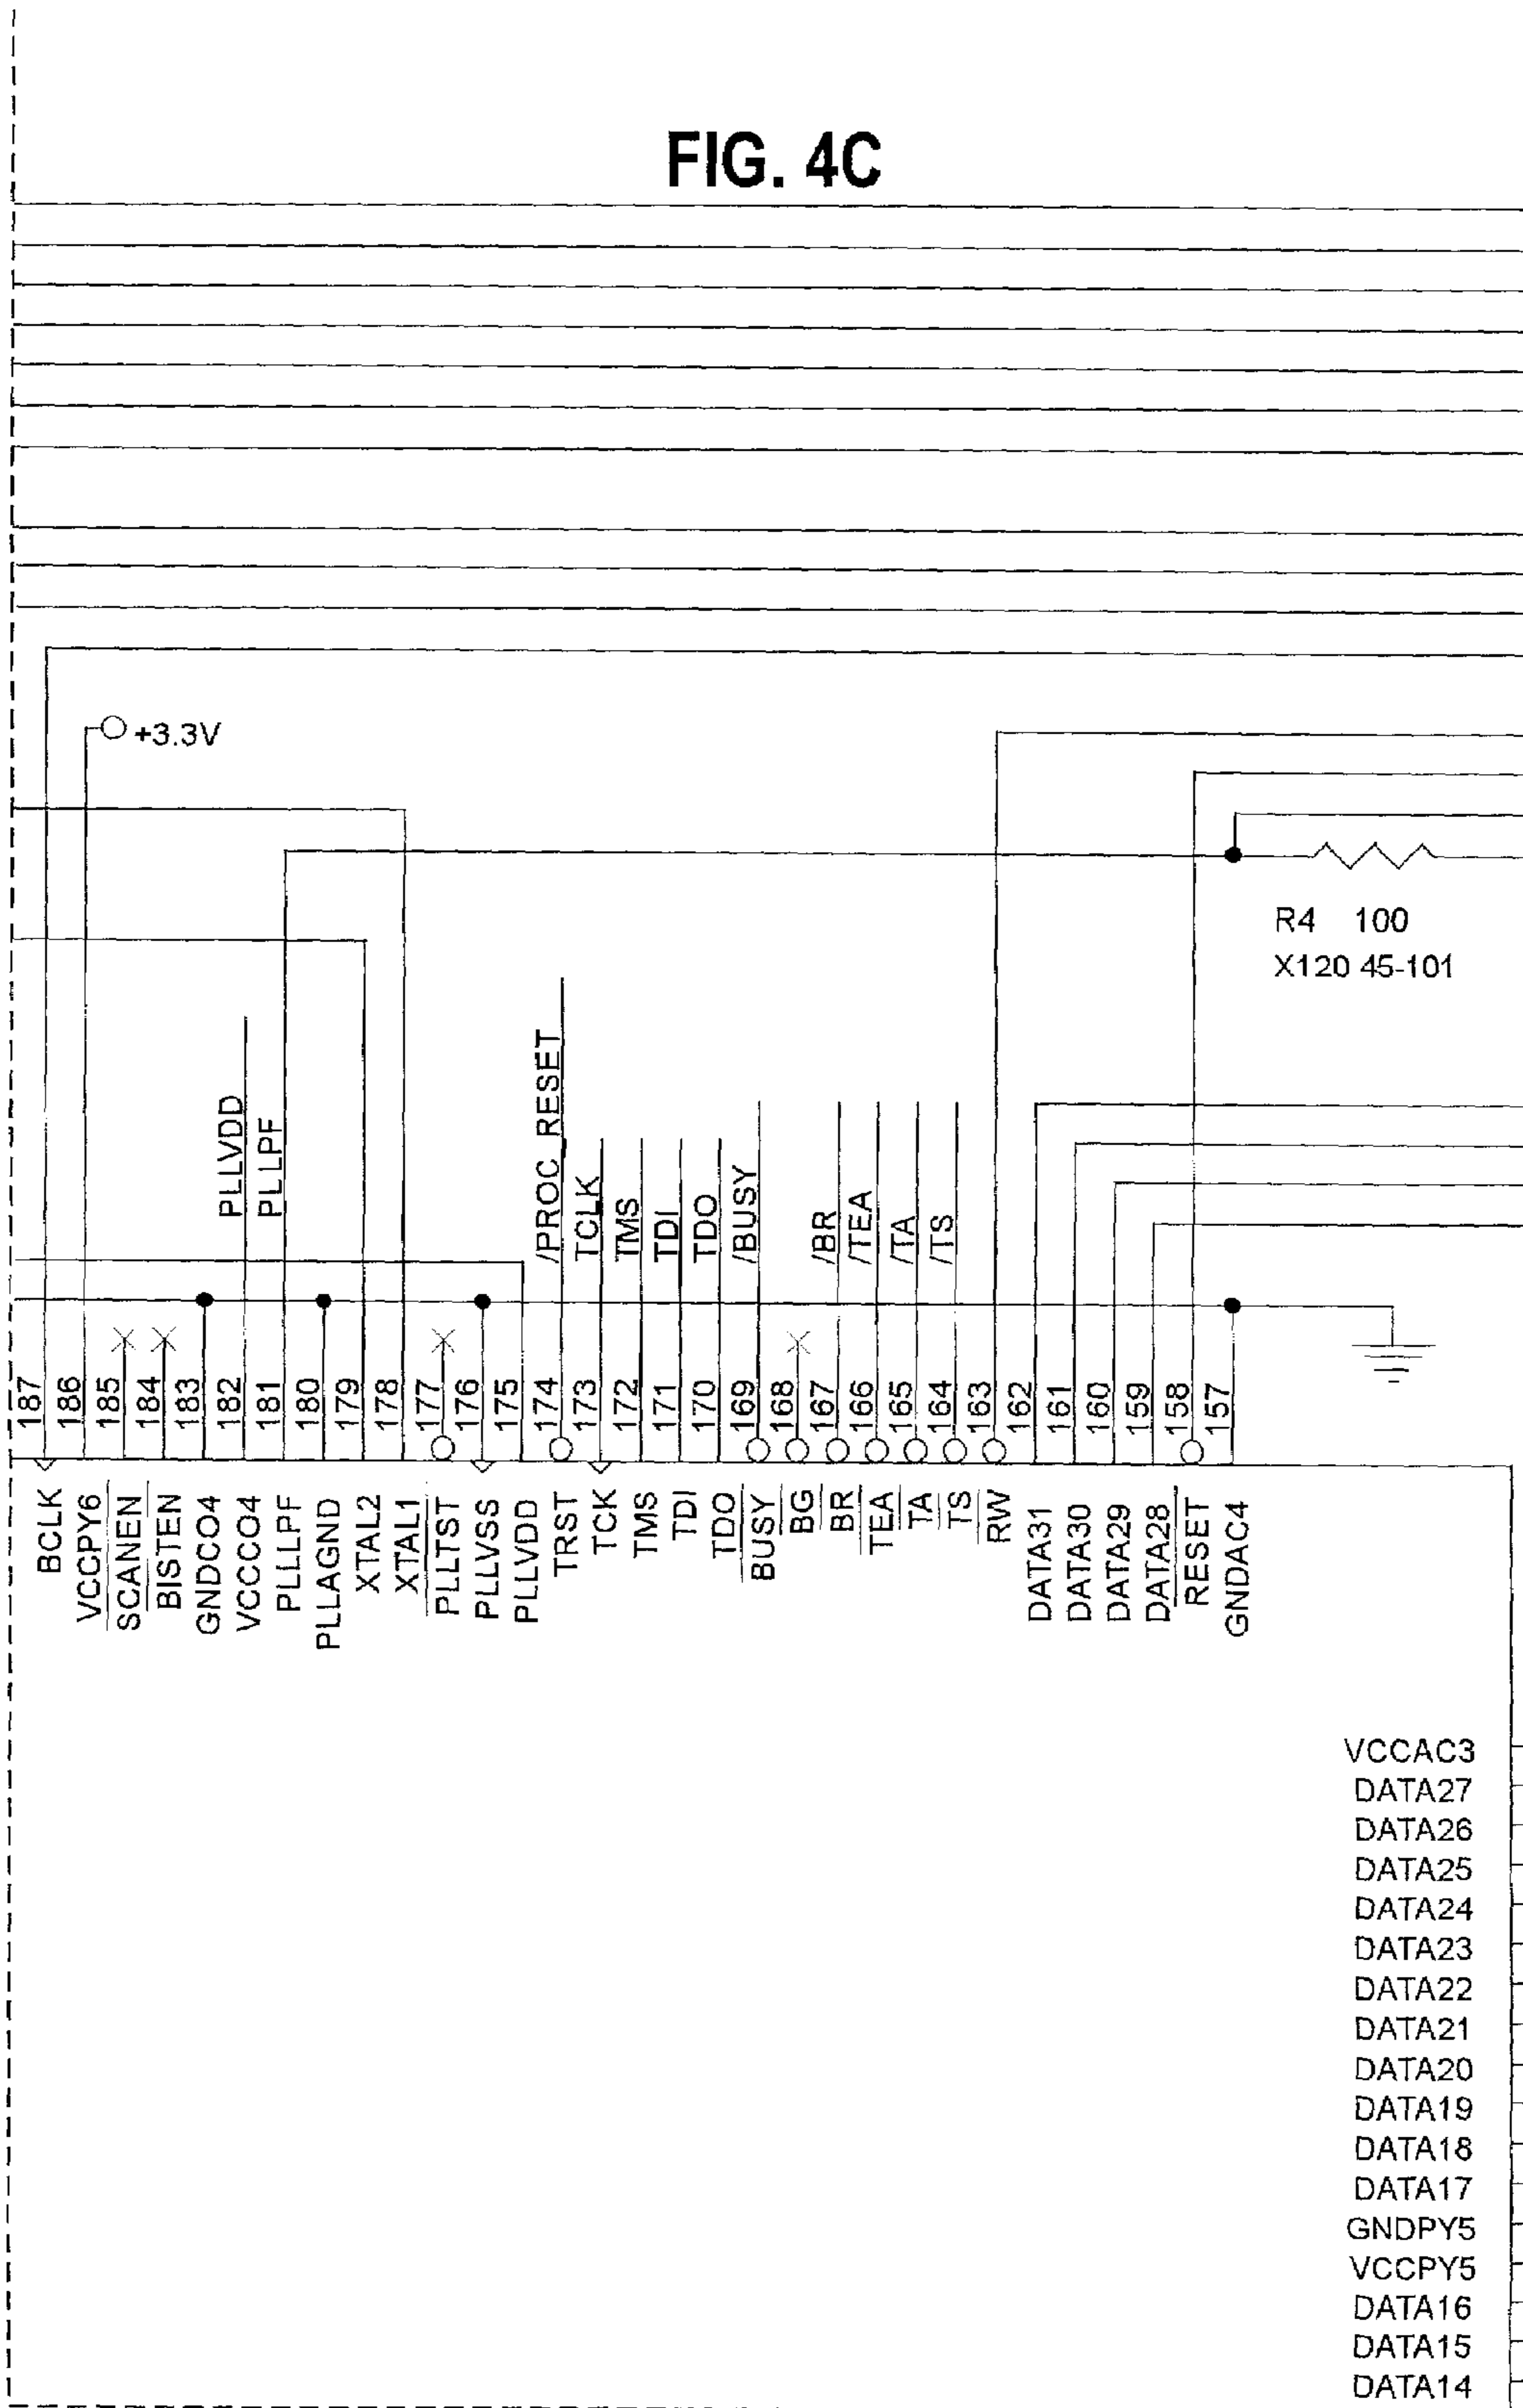 FIG. 4C
+3.3V
R4 100
X120 45-101
PLLVDD
PLLLPF
/PROC_RESET
TCLK
TMS
TDI
TDO
/BUSY
/BR
/TEA
/TA
/TS
187
186
185
184
183
182
181
180
179
178
177
176
175
174
173
172
171
170
169
168
167
166
165
164
163
162
161
160
159
158
157
BCLK
VCCPY6
SCANEN
BISTEN
GNDCO4
VCCCO4
PLLLPF
PLLAGND
XTAL2
XTAL1
PLLTST
PLLVSS
PLLVDD
TRST
TCK
TMS
TDI
TDO
BUSY
BG
BR
TEA
TA
TS
RW
DATA31
DATA30
DATA29
DATA28
RESET
GNDAC4
VCCAC3
DATA27
DATA26
DATA25
DATA24
DATA23
DATA22
DATA21
DATA20
DATA19
DATA18
DATA17
GNDPY5
VCCPY5
DATA16
DATA15
DATA14